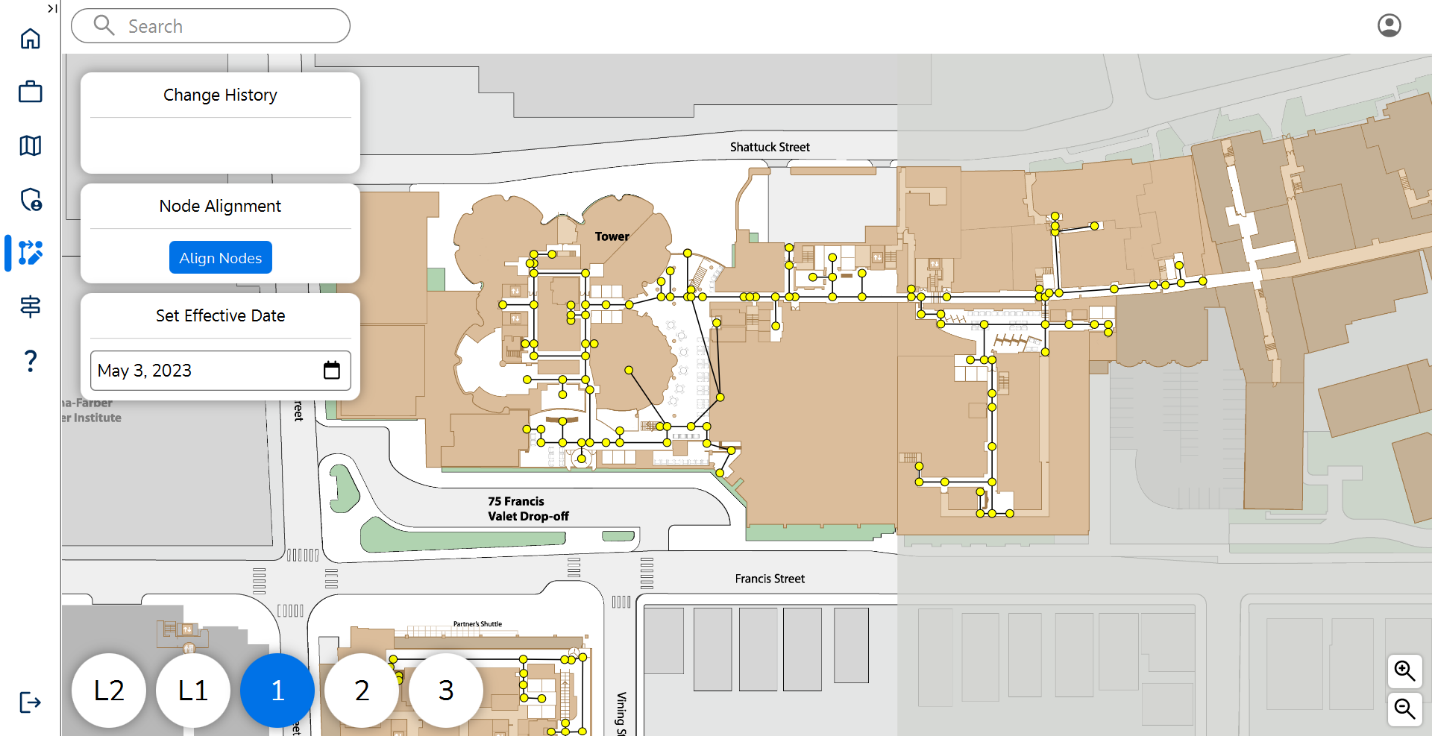 Search
Change History
Node Alignment
Align Nodes
Set Effective Date
May 3, 2023
Shattuck Street
Tower
na-Farber
er Institute
reet
75 Francis
Valet Drop-off
Francis Street
Partner's Shuttle
L2
L1
1
2
3
reet
Vining S
?